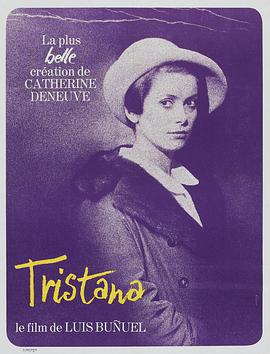 La plus
belle
création de
CATHERINE
DENEUVE
Tristana
le film de LUIS BUÑUEL